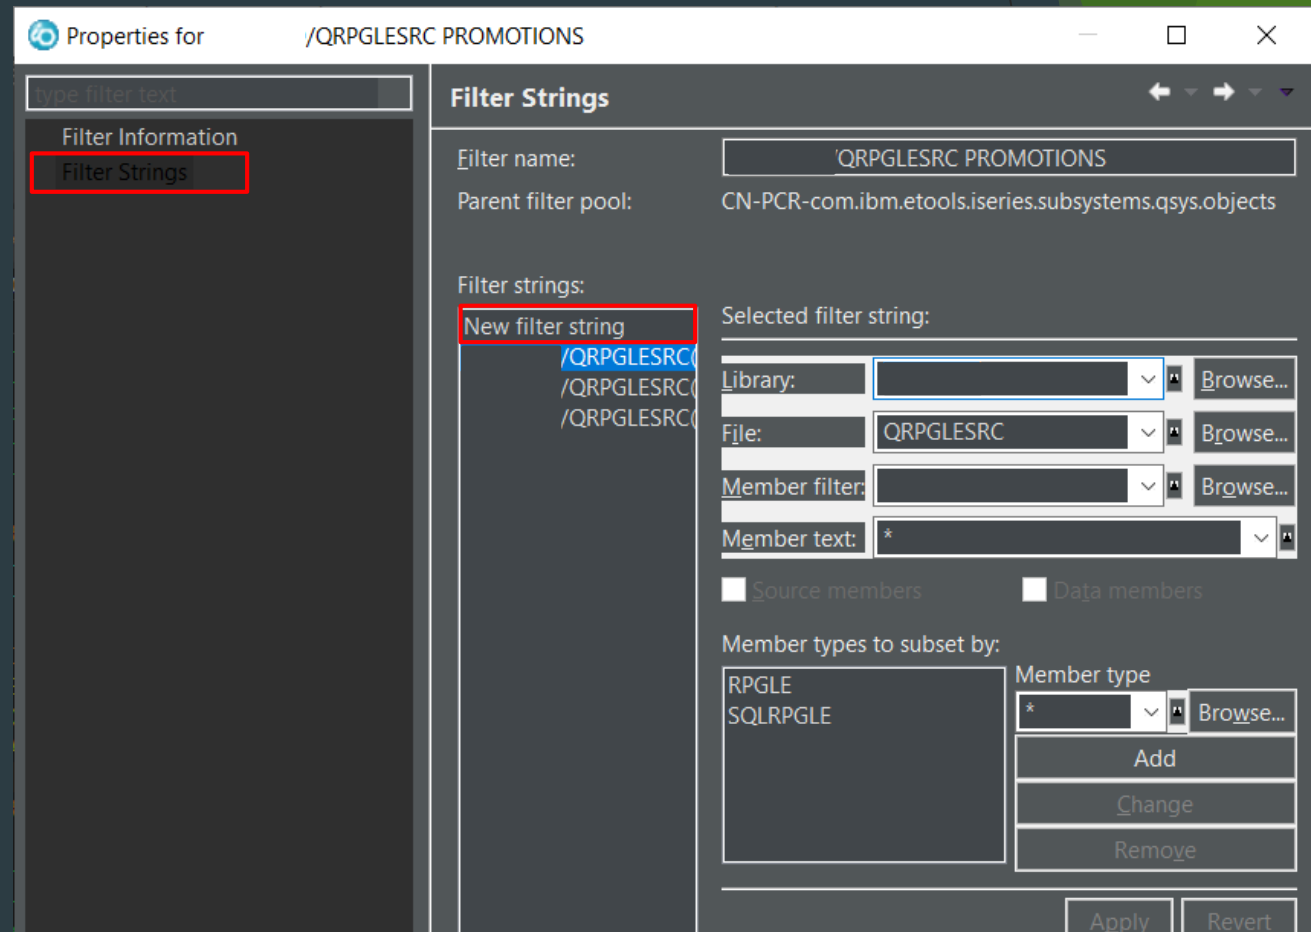 Properties for /QRPGLESRC PROMOTIONS
type filter text
Filter Information
Filter Strings
Filter Strings
Filter name: /QRPGLESRC PROMOTIONS
Parent filter pool: CN-PCR-com.ibm.etools.iseries.subsystems.qsys.objects
Filter strings:
New filter string
/QRPGLESRC(
/QRPGLESRC(
/QRPGLESRC(
Selected filter string:
Library: Browse...
File: QRPGLESRC Browse...
Member filter: Browse...
Member text: *
Source members Data members
Member types to subset by:
RPGLE
SQLRPGLE
Member type
* Browse...
Add
Change
Remove
Apply Revert